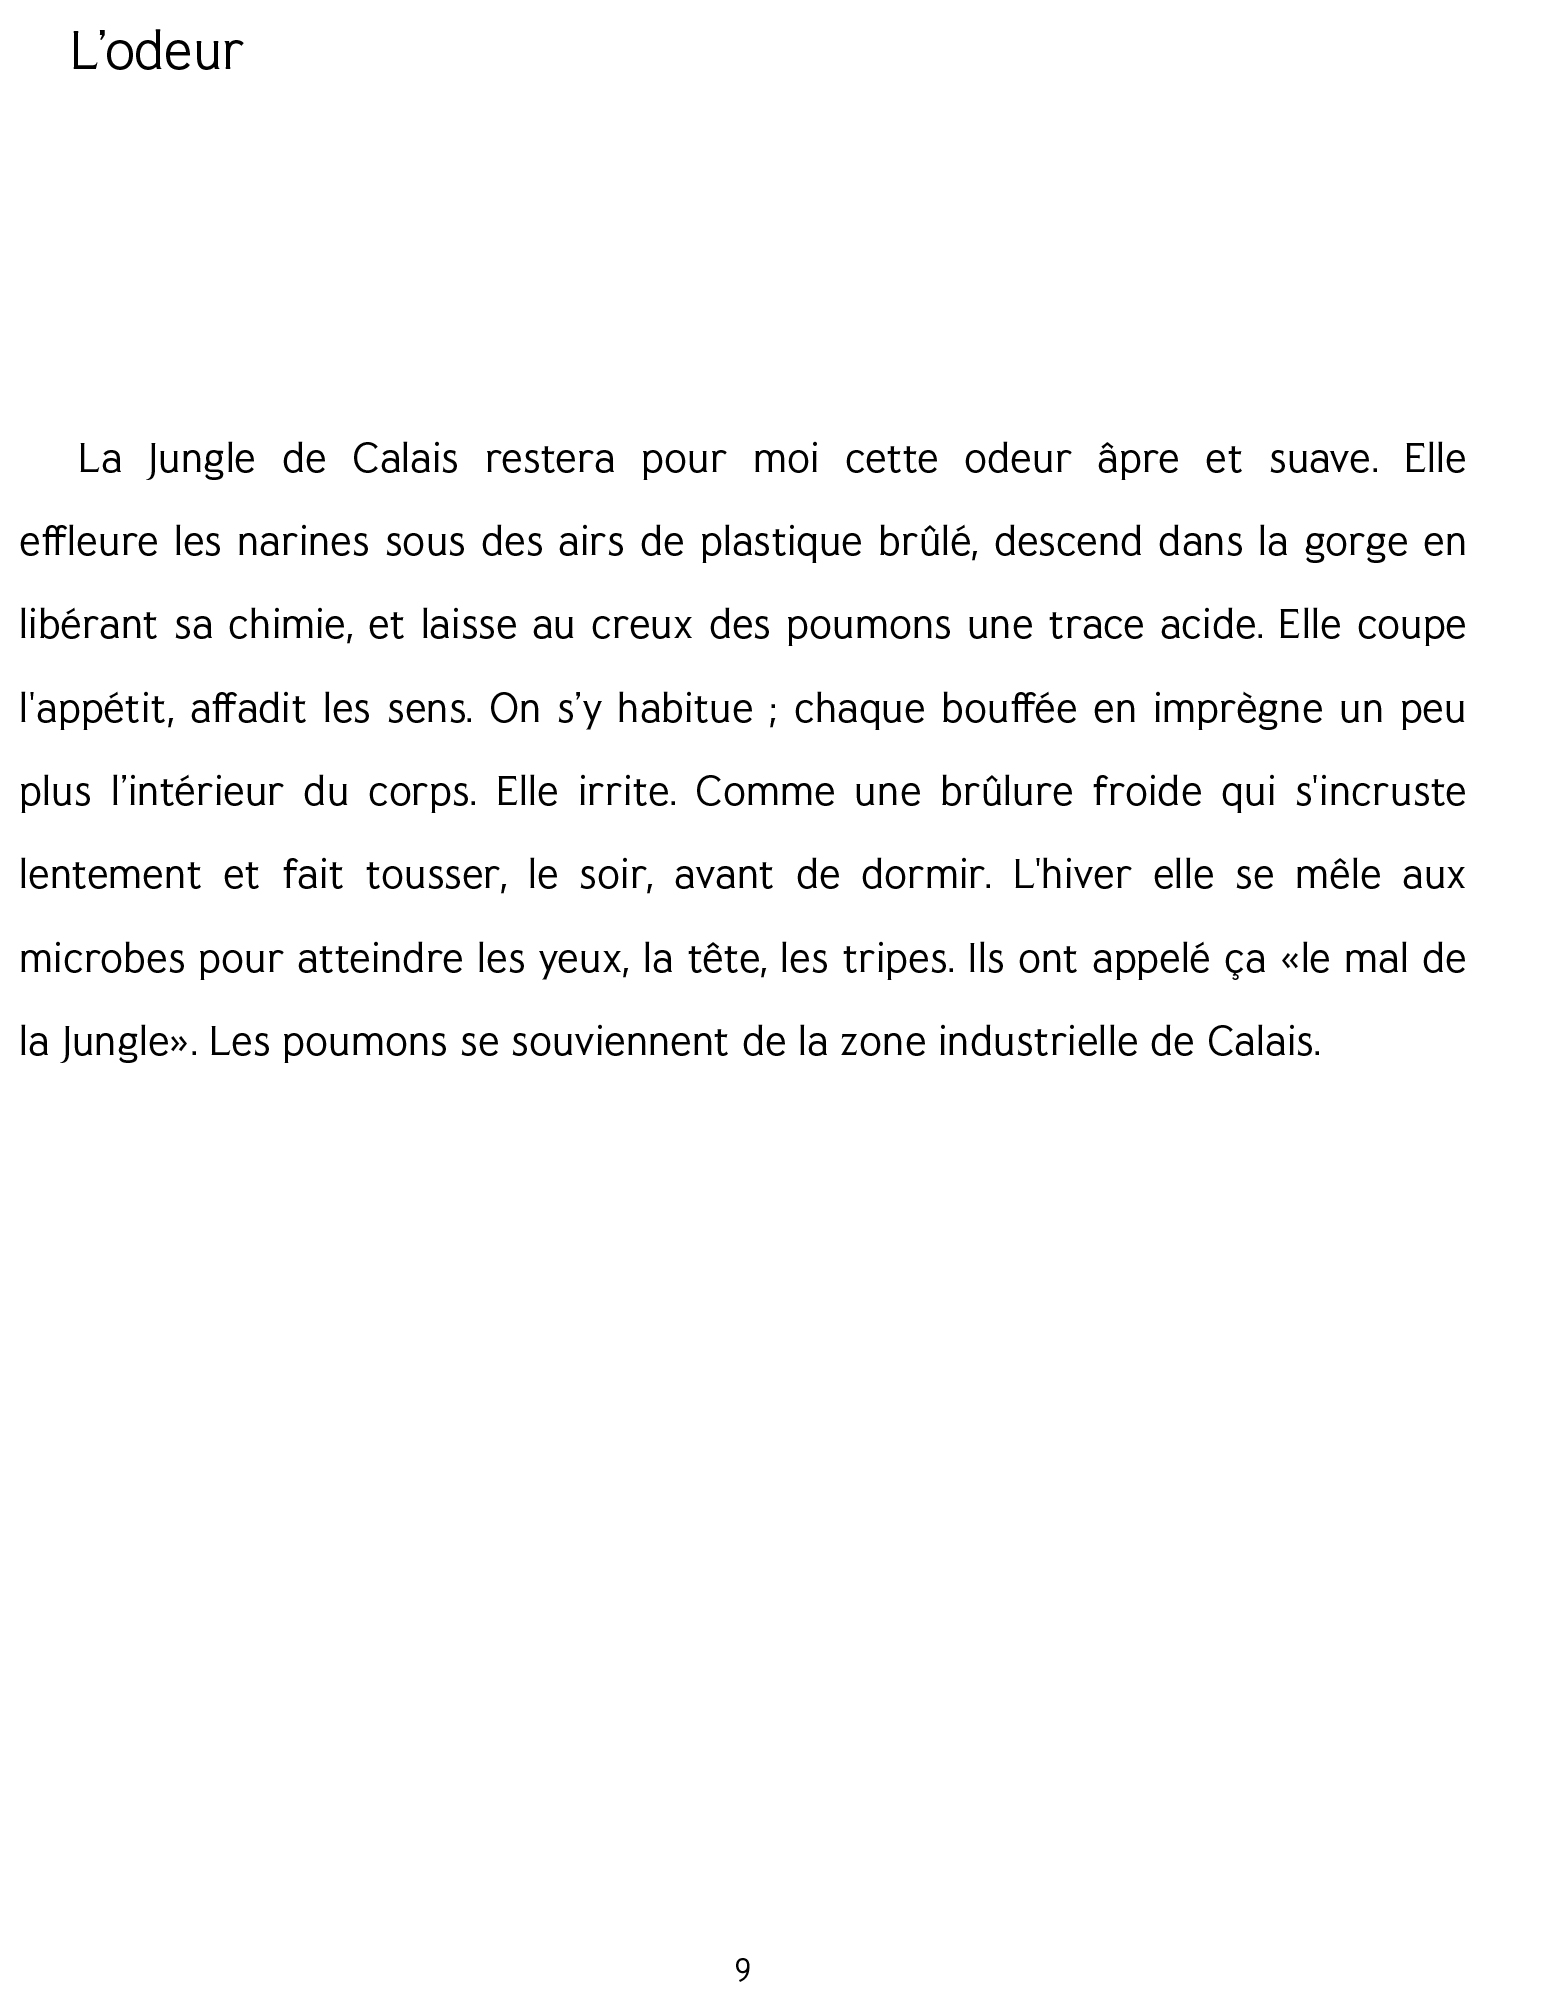 L’odeur
La Jungle de Calais restera pour moi cette odeur âpre et suave. Elle
effleure les narines sous des airs de plastique brûlé, descend dans la gorge en
libérant sa chimie, et laisse au creux des poumons une trace acide. Elle coupe
l'appétit, affadit les sens. On s’y habitue ; chaque bouffée en imprègne un peu
plus l’intérieur du corps. Elle irrite. Comme une brûlure froide qui s'incruste
lentement et fait tousser, le soir, avant de dormir. L'hiver elle se mêle aux
microbes pour atteindre les yeux, la tête, les tripes. Ils ont appelé ça «le mal de
la Jungle». Les poumons se souviennent de la zone industrielle de Calais.
9